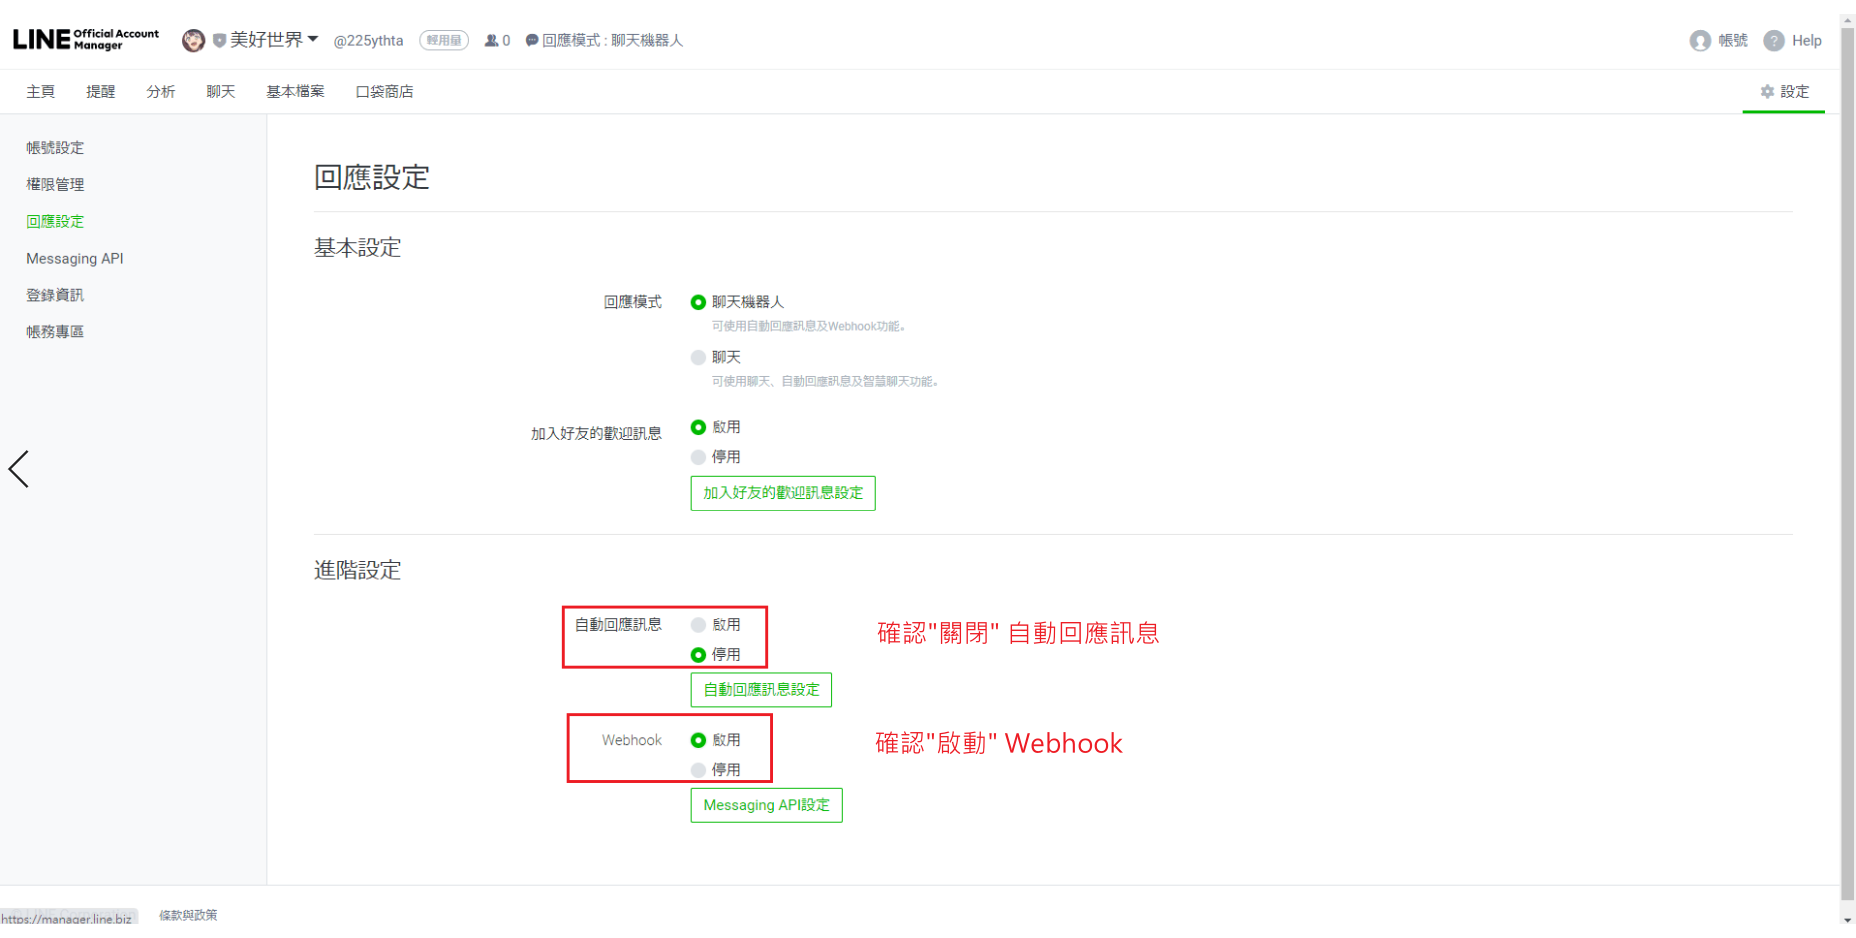 LINE Official Account Manager
美好世界 @225ythta 輕用量 0 回應模式 : 聊天機器人 帳號 ? Help
主頁 提醒 分析 聊天 基本檔案 口袋商店 設定
帳號設定
權限管理
回應設定
Messaging API
登錄資訊
帳務專區
回應設定
基本設定
回應模式 聊天機器人
可使用自動回應訊息及Webhook功能。
聊天
可使用聊天、自動回應訊息及智慧聊天功能。
加入好友的歡迎訊息 啟用
停用
加入好友的歡迎訊息設定
進階設定
自動回應訊息 啟用 確認"關閉" 自動回應訊息
停用
自動回應訊息設定
Webhook 啟用 確認"啟動" Webhook
停用
Messaging API設定
https://manager.line.biz 條款與政策